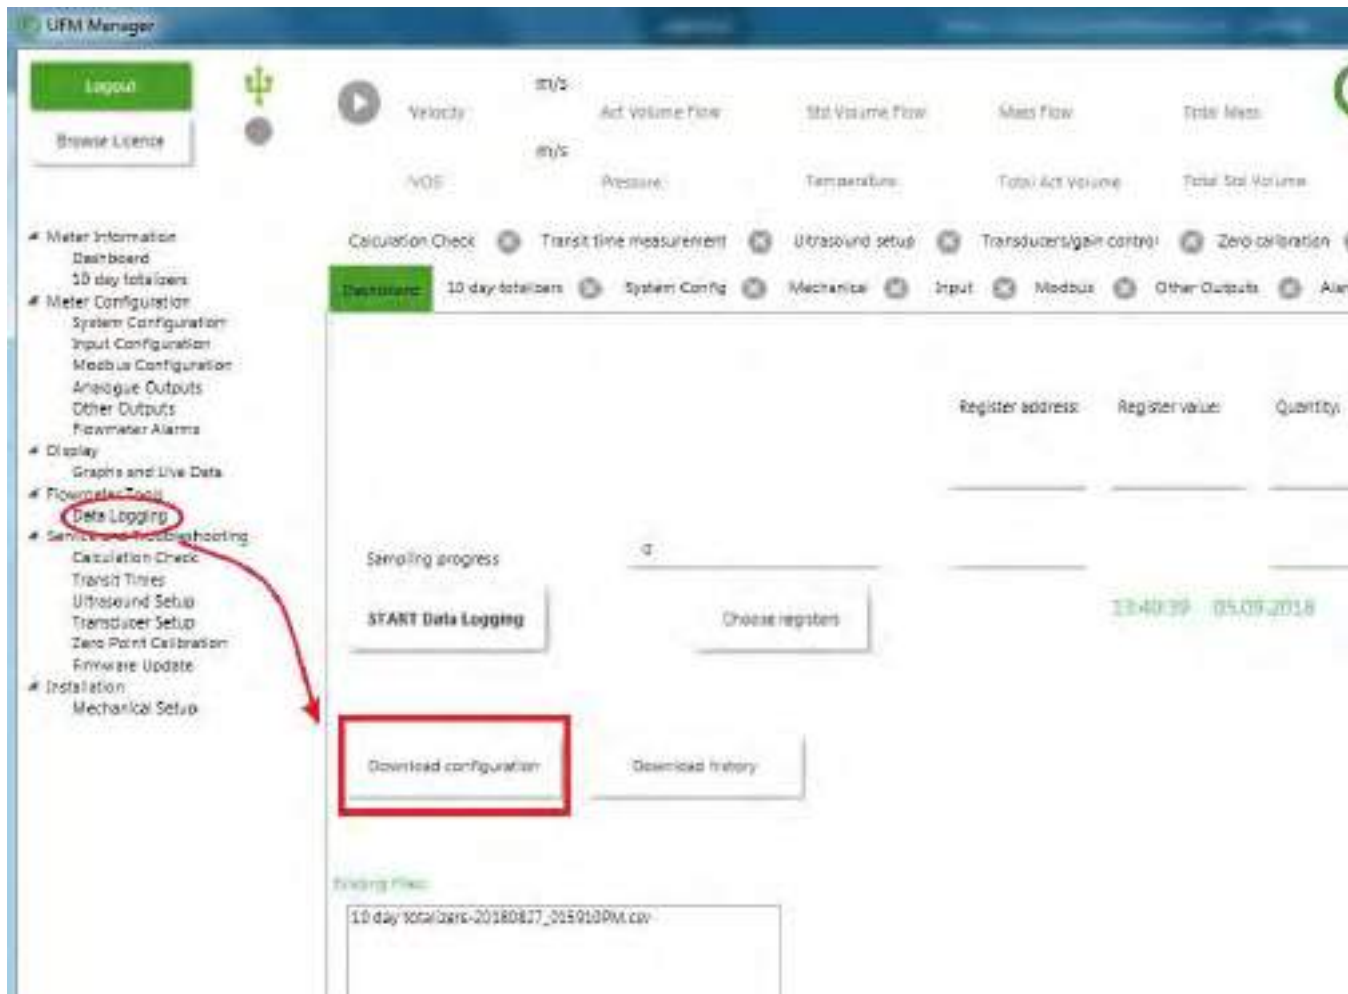 UFM Manager
Logout
Browse Licence
m/s
Velocity
Act Volume Flow
Std Volume Flow
Mass Flow
Total Mass
m/s
VOS
Pressure
Temperature
Total Act Volume
Total Std Volume
Meter Information
Dashboard
10 day totalizers
Meter Configuration
System Configuration
Input Configuration
Modbus Configuration
Analogue Outputs
Other Outputs
Flowmeter Alarms
Display
Graphs and Live Data
Flowmeter Tools
Data Logging
Service and Troubleshooting
Calculation Check
Transit Times
Ultrasound Setup
Transducer Setup
Zero Point Calibration
Firmware Update
Installation
Mechanical Setup
Calculation Check
Transit time measurement
Ultrasound setup
Transducers/gain control
Zero calibration
Dashboard
10 day totalizers
System Config
Mechanical
Input
Modbus
Other Outputs
Alar
Register address:
Register value:
Quantity:
Sampling progress
START Data Logging
Choose registers
13:40:39 05.09.2018
Download configuration
Download history
Existing Files:
10 day totalizers-20180827_015910PM.csv